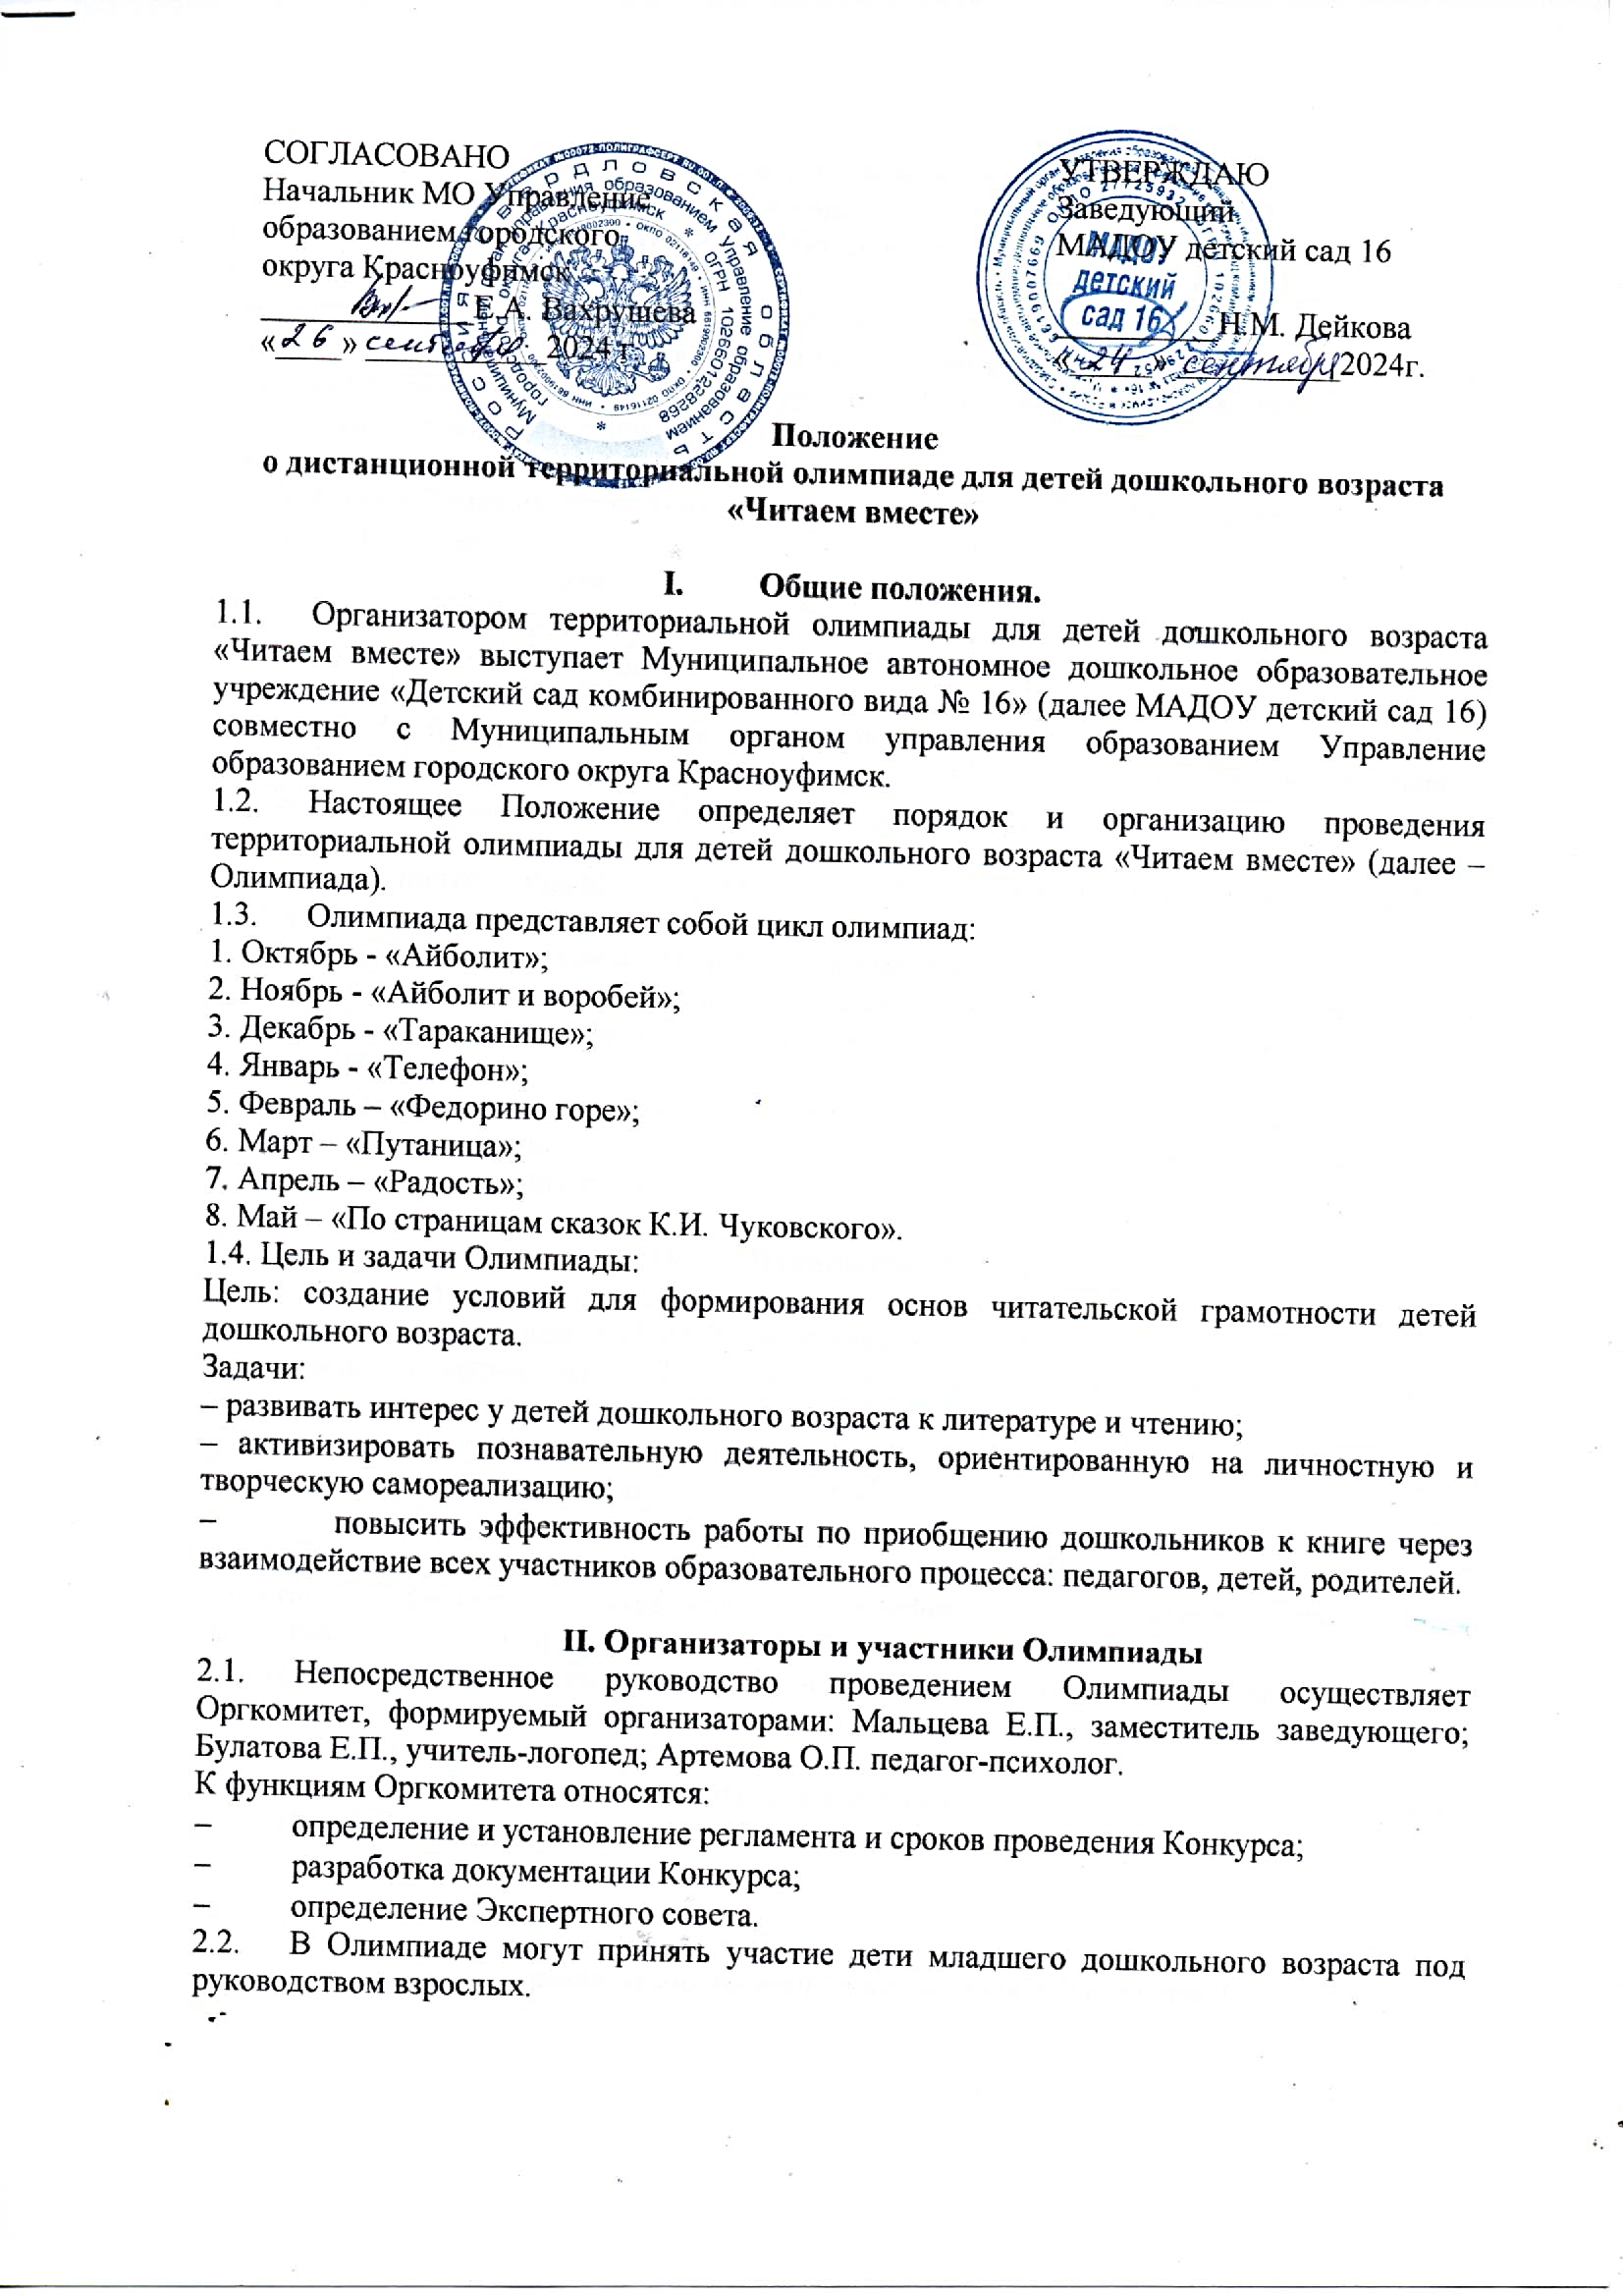 СОГЛАСОВАНО
Начальник МО Управление
образованием городского
округа Красноуфимск
Е.А. Вахрушева
«26» сентября 2024 г.
УТВЕРЖДАЮ
Заведующий
МАДОУ детский сад 16
Н.М. Дейкова
«24» сентября 2024г.
МАДОУ
детский
сад 16
Положение
о дистанционной территориальной олимпиаде для детей дошкольного возраста
«Читаем вместе»
I. Общие положения.
1.1. Организатором территориальной олимпиады для детей дошкольного возраста
«Читаем вместе» выступает Муниципальное автономное дошкольное образовательное
учреждение «Детский сад комбинированного вида № 16» (далее МАДОУ детский сад 16)
совместно с Муниципальным органом управления образованием Управление
образованием городского округа Красноуфимск.
1.2. Настоящее Положение определяет порядок и организацию проведения
территориальной олимпиады для детей дошкольного возраста «Читаем вместе» (далее –
Олимпиада).
1.3. Олимпиада представляет собой цикл олимпиад:
1. Октябрь - «Айболит»;
2. Ноябрь - «Айболит и воробей»;
3. Декабрь - «Тараканище»;
4. Январь - «Телефон»;
5. Февраль – «Федорино горе»;
6. Март – «Путаница»;
7. Апрель – «Радость»;
8. Май – «По страницам сказок К.И. Чуковского».
1.4. Цель и задачи Олимпиады:
Цель: создание условий для формирования основ читательской грамотности детей
дошкольного возраста.
Задачи:
– развивать интерес у детей дошкольного возраста к литературе и чтению;
– активизировать познавательную деятельность, ориентированную на личностную и
творческую самореализацию;
– повысить эффективность работы по приобщению дошкольников к книге через
взаимодействие всех участников образовательного процесса: педагогов, детей, родителей.
II. Организаторы и участники Олимпиады
2.1. Непосредственное руководство проведением Олимпиады осуществляет
Оргкомитет, формируемый организаторами: Мальцева Е.П., заместитель заведующего;
Булатова Е.П., учитель-логопед; Артемова О.П. педагог-психолог.
К функциям Оргкомитета относятся:
– определение и установление регламента и сроков проведения Конкурса;
– разработка документации Конкурса;
– определение Экспертного совета.
2.2. В Олимпиаде могут принять участие дети младшего дошкольного возраста под
руководством взрослых.